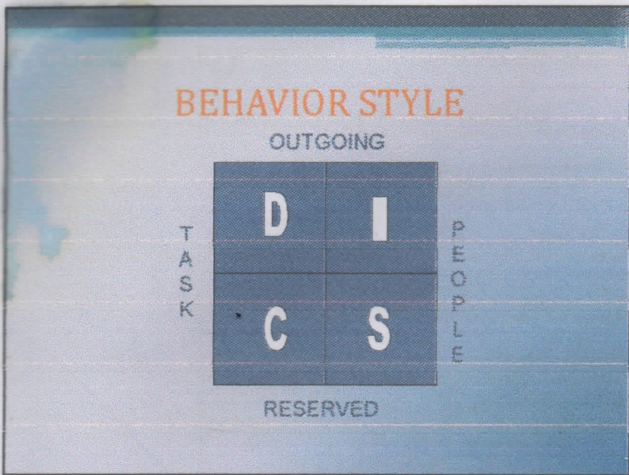 BEHAVIOR STYLE
OUTGOING
D I
TASK
PEOPLE
C S
RESERVED